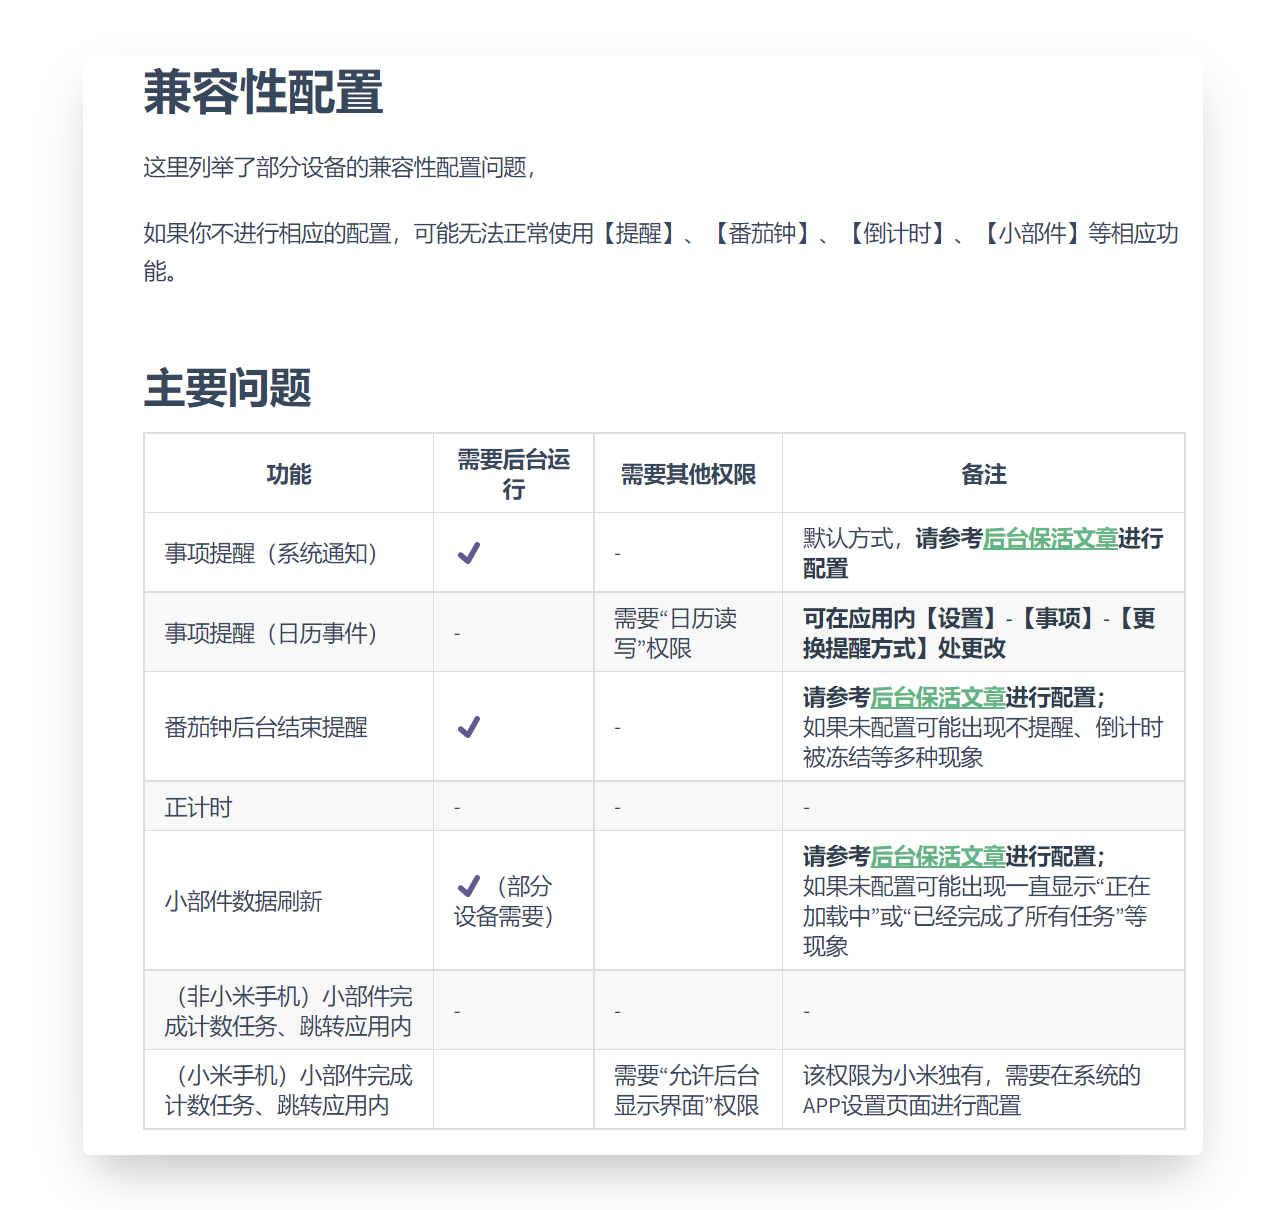 兼容性配置
这里列举了部分设备的兼容性配置问题，
如果你不进行相应的配置，可能无法正常使用【提醒】、【番茄钟】、【倒计时】、【小部件】等相应功
能。
主要问题
功能
需要后台运
行
需要其他权限
备注
事项提醒（系统通知）
✔
-
默认方式，请参考后台保活文章进行
配置
事项提醒（日历事件）
-
需要“日历读
写”权限
可在应用内【设置】-【事项】-【更
换提醒方式】处更改
番茄钟后台结束提醒
✔
-
请参考后台保活文章进行配置；
如果未配置可能出现不提醒、倒计时
被冻结等多种现象
正计时
-
-
-
小部件数据刷新
✔（部分
设备需要）
请参考后台保活文章进行配置；
如果未配置可能出现一直显示“正在
加载中”或“已经完成了所有任务”等
现象
（非小米手机）小部件完
成计数任务、跳转应用内
-
-
-
（小米手机）小部件完成
计数任务、跳转应用内
需要“允许后台
显示界面”权限
该权限为小米独有，需要在系统的
APP设置页面进行配置